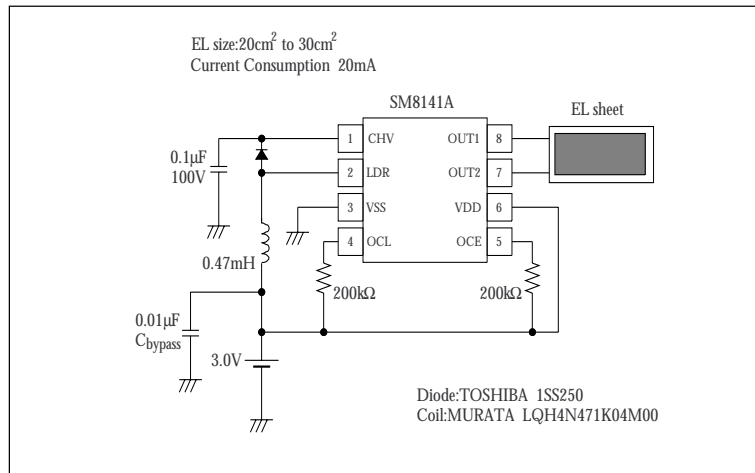 EL size:20cm² to 30cm²
Current Consumption 20mA
SM8141A
EL sheet
1 CHV OUT1 8
0.1µF
100V
2 LDR OUT2 7
3 VSS VDD 6
4 OCL OCE 5
0.47mH
200kΩ 200kΩ
0.01µF
Cbypass
3.0V
Diode:TOSHIBA 1SS250
Coil:MURATA LQH4N471K04M00